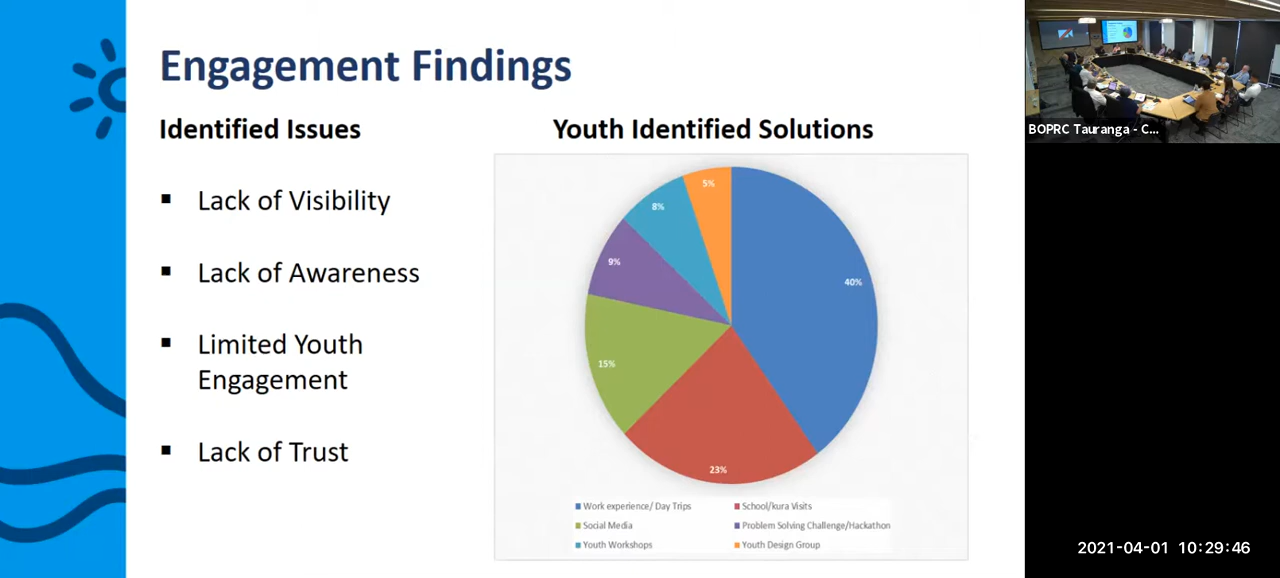 Engagement Findings
Identified Issues
Youth Identified Solutions
Lack of Visibility
Lack of Awareness
Limited Youth
Engagement
Lack of Trust
5%
8%
9%
40%
15%
23%
Work experience/ Day Trips
School/kura Visits
Social Media
Problem Solving Challenge/Hackathon
Youth Workshops
Youth Design Group
BOPRC Tauranga - C...
2021-04-01 10:29:46